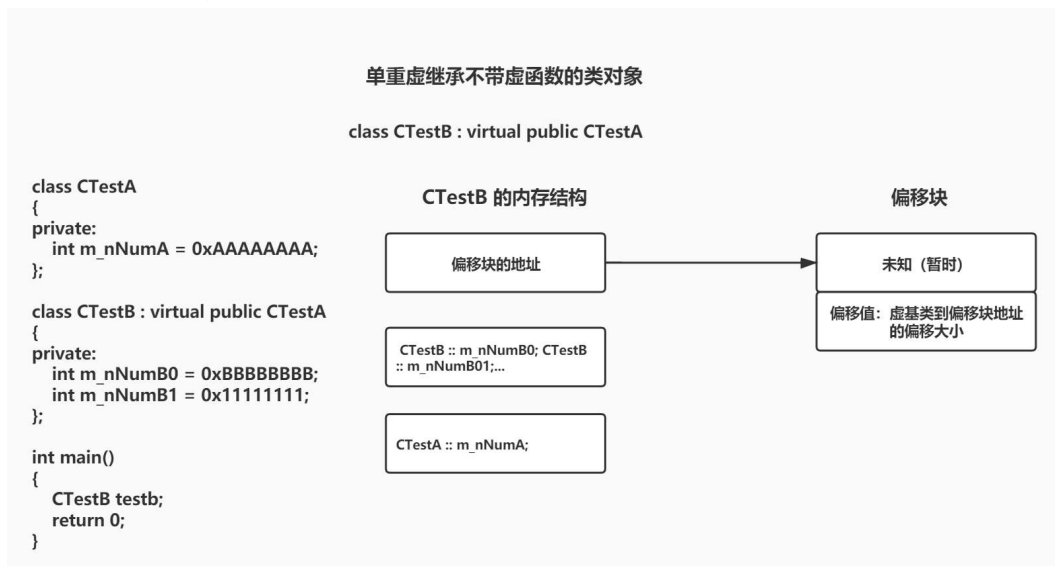 单重虚继承不带虚函数的类对象
class CTestB : virtual public CTestA
class CTestA
{
private:
int m_nNumA = 0xAAAAAAAA;
};
class CTestB : virtual public CTestA
{
private:
int m_nNumB0 = 0xBBBBBBBB;
int m_nNumB1 = 0x11111111;
};
int main()
{
CTestB testb;
return 0;
}
CTestB 的内存结构
偏移块的地址
CTestB :: m_nNumB0; CTestB
:: m_nNumB01;...
CTestA :: m_nNumA;
偏移块
未知（暂时）
偏移值：虚基类到偏移块地址
的偏移大小